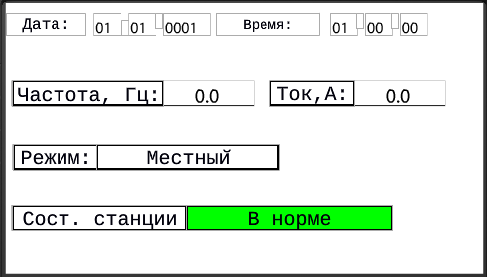 Дата: 01 01 0001 Время: 01 00 00
Частота, Гц: 0.0 Ток,А: 0.0
Режим: Местный
Сост. станции В норме